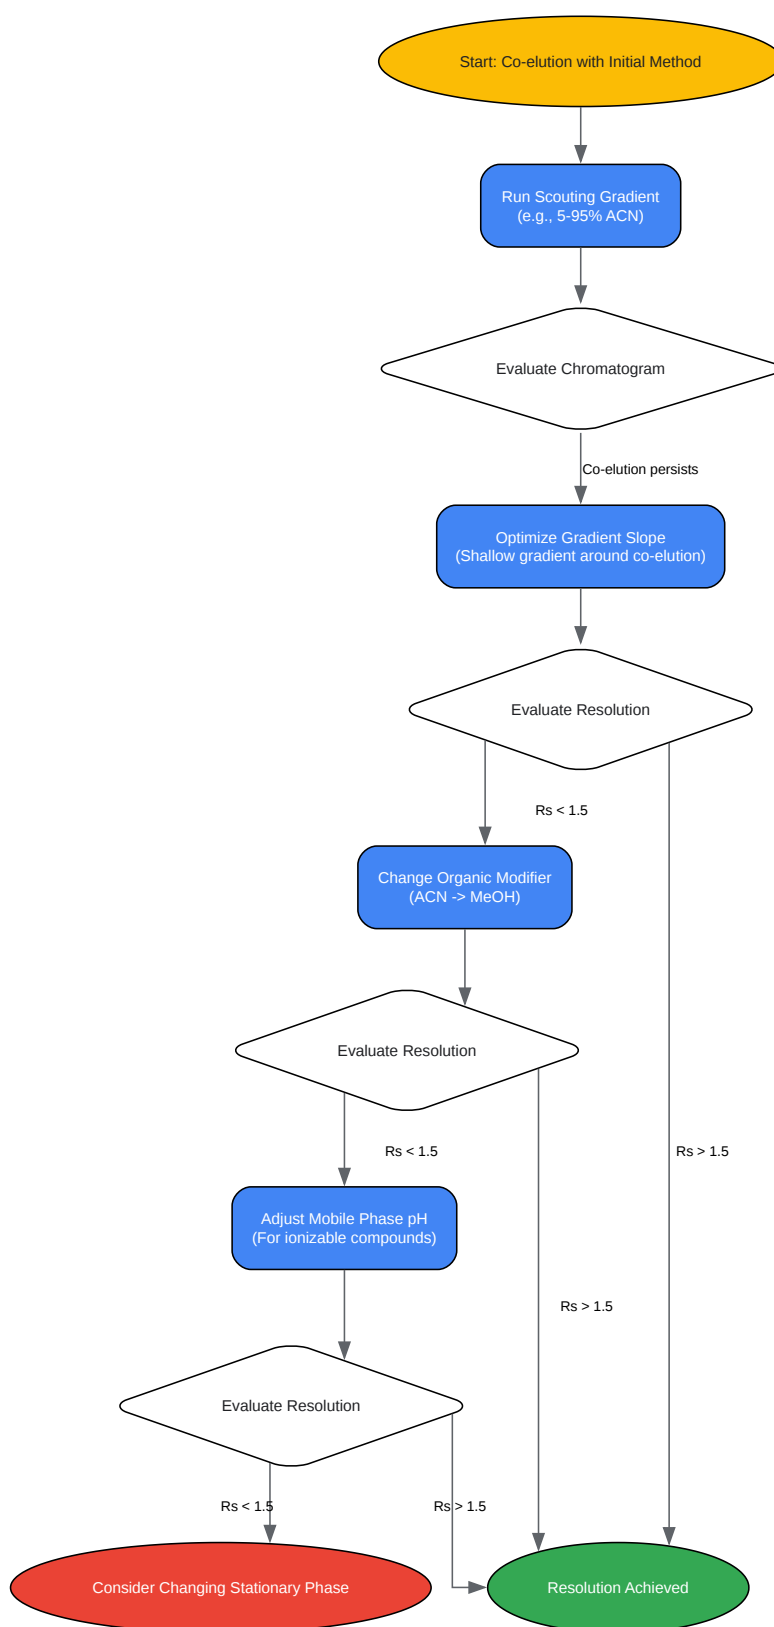 Start: Co-elution with Initial Method
Run Scouting Gradient
(e.g., 5-95% ACN)
Evaluate Chromatogram
Co-elution persists
Optimize Gradient Slope
(Shallow gradient around co-elution)
Evaluate Resolution
Rs < 1.5
Change Organic Modifier
(ACN -> MeOH)
Evaluate Resolution
Rs < 1.5
Rs > 1.5
Adjust Mobile Phase pH
(For ionizable compounds)
Rs > 1.5
Evaluate Resolution
Rs < 1.5
Rs > 1.5
Consider Changing Stationary Phase
Resolution Achieved